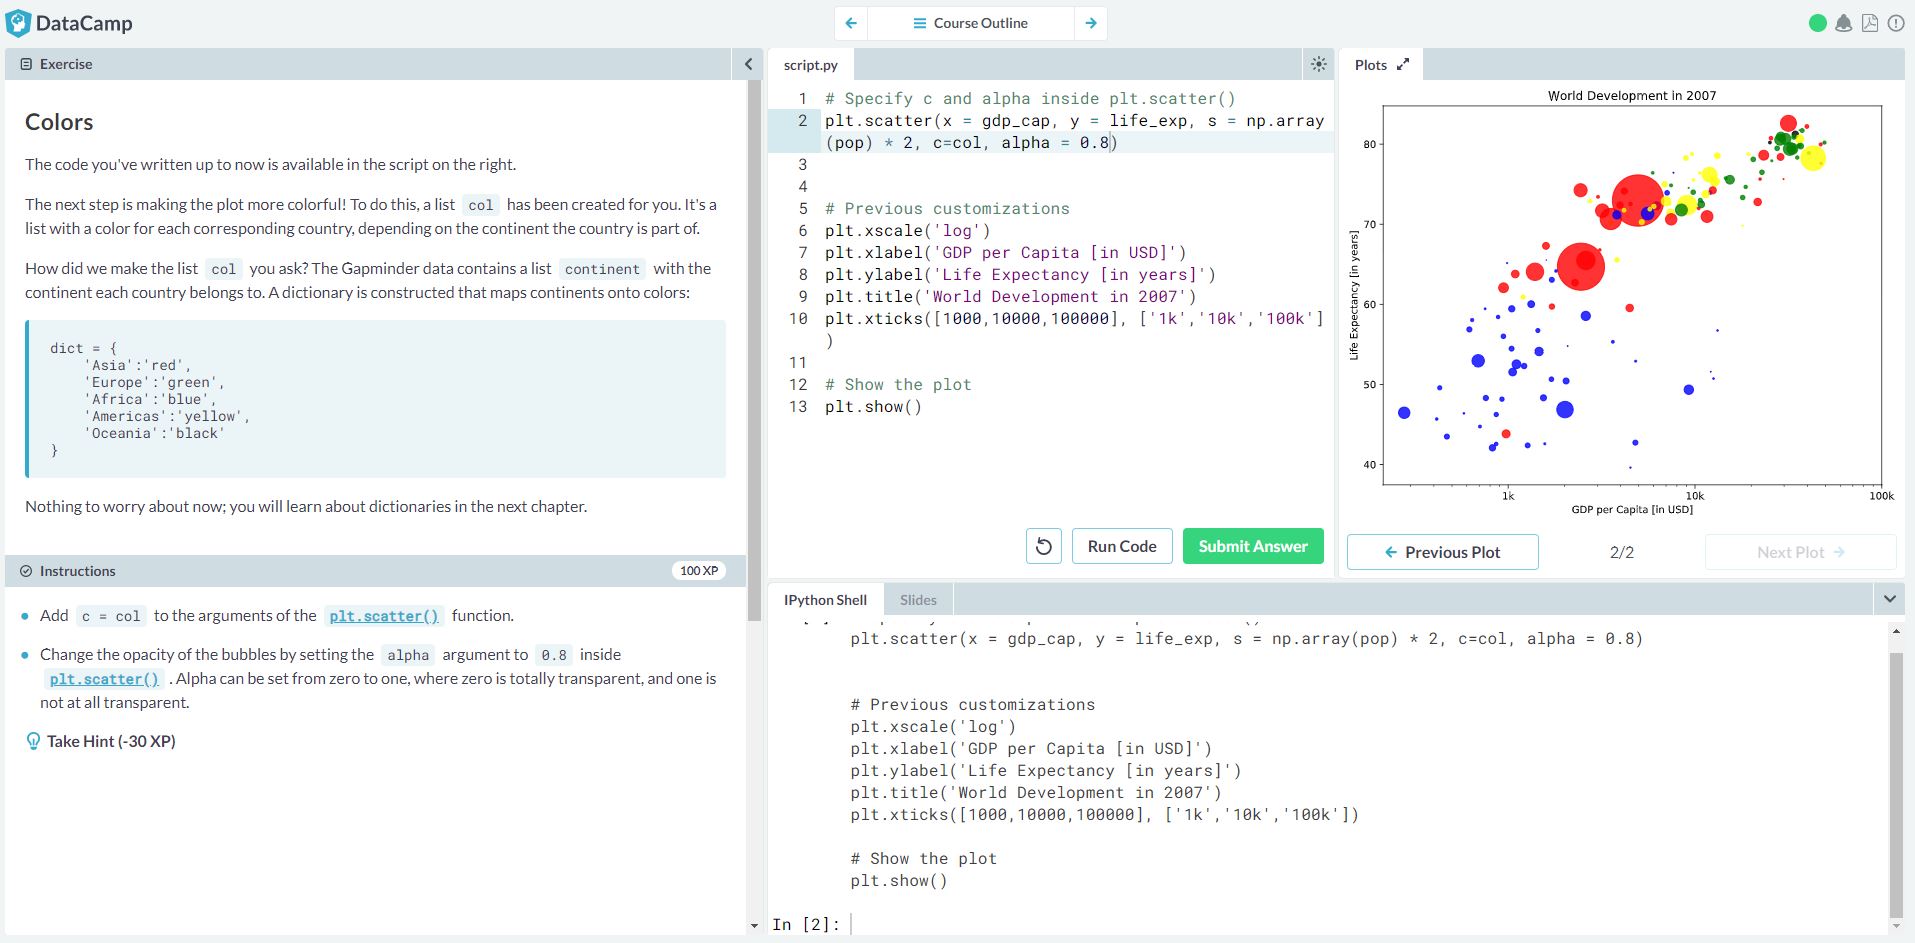 DataCamp
Course Outline
Exercise
Colors
The code you've written up to now is available in the script on the right.
The next step is making the plot more colorful! To do this, a list col has been created for you. It's a
list with a color for each corresponding country, depending on the continent the country is part of.
How did we make the list col you ask? The Gapminder data contains a list continent with the
continent each country belongs to. A dictionary is constructed that maps continents onto colors:
dict = {
'Asia':'red',
'Europe':'green',
'Africa':'blue',
'Americas':'yellow',
'Oceania':'black'
}
Nothing to worry about now; you will learn about dictionaries in the next chapter.
Instructions
100 XP
Add c = col to the arguments of the plt.scatter() function.
Change the opacity of the bubbles by setting the alpha argument to 0.8 inside
plt.scatter() . Alpha can be set from zero to one, where zero is totally transparent, and one is
not at all transparent.
Take Hint (-30 XP)
script.py
1 # Specify c and alpha inside plt.scatter()
2 plt.scatter(x = gdp_cap, y = life_exp, s = np.array
(pop) * 2, c=col, alpha = 0.8)
3
4
5 # Previous customizations
6 plt.xscale('log')
7 plt.xlabel('GDP per Capita [in USD]')
8 plt.ylabel('Life Expectancy [in years]')
9 plt.title('World Development in 2007')
10 plt.xticks([1000,10000,100000], ['1k','10k','100k']
)
11
12 # Show the plot
13 plt.show()
Run Code
Submit Answer
Plots
World Development in 2007
80
70
60
50
40
Life Expectancy [in years]
1k 10k 100k
GDP per Capita [in USD]
Previous Plot
2/2
Next Plot
IPython Shell
Slides
plt.scatter(x = gdp_cap, y = life_exp, s = np.array(pop) * 2, c=col, alpha = 0.8)
# Previous customizations
plt.xscale('log')
plt.xlabel('GDP per Capita [in USD]')
plt.ylabel('Life Expectancy [in years]')
plt.title('World Development in 2007')
plt.xticks([1000,10000,100000], ['1k','10k','100k'])
# Show the plot
plt.show()
In [2]: